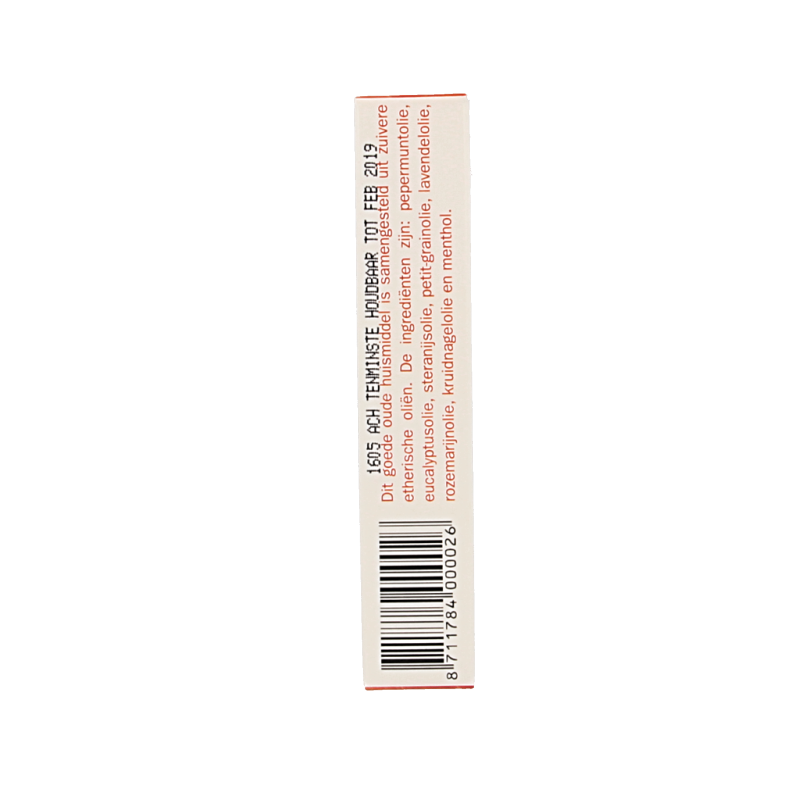 1605 ACH TENMINSTE HOUDBAAR TOT FEB 2019
Dit goede oude huismiddel is samengesteld uit zuivere
etherische oliën. De ingrediënten zijn: pepermuntolie,
eucalyptusolie, steranijsolie, petit-grainolie, lavendelolie,
rozemarijnolie, kruidnagelolie en menthol.
8 711784 000026